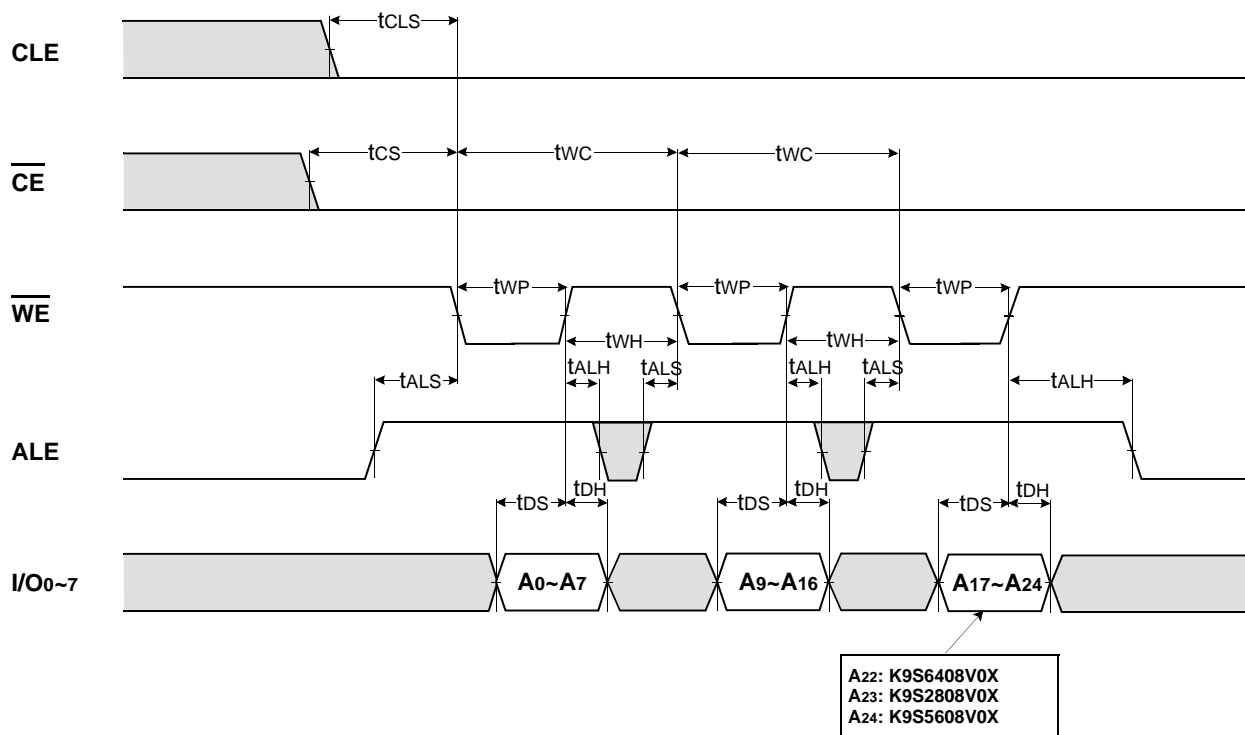 CLE
tCLS
CE
tCS
tWC
tWC
WE
tWP
tWP
tWP
tWH
tWH
ALE
tALS
tALH
tALS
tALH
tALS
tALH
I/O0~7
tDS
tDH
tDS
tDH
tDS
tDH
A0~A7
A9~A16
A17~A24
A22: K9S6408V0X
A23: K9S2808V0X
A24: K9S5608V0X